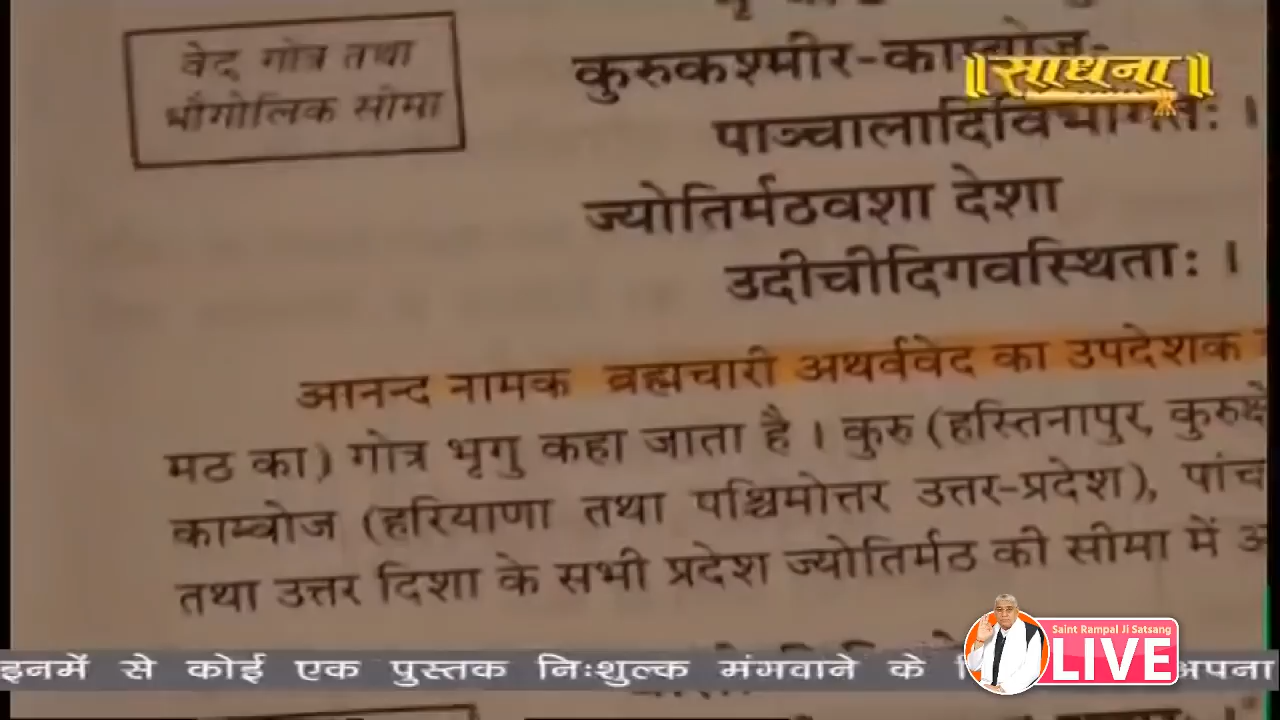 वेद गोत्र तथा
भौगोलिक सीमा
कुरुकश्मीर-काम्बोज-
पाञ्चालादिविभागतः ।
ज्योतिर्मठवशा देशा
उदीचीदिगवस्थिताः ।
आनन्द नामक ब्रह्मचारी अथर्ववेद का उपदेशक
मठ का) गोत्र भृगु कहा जाता है । कुरु (हस्तिनापुर, कुरुक्षे
काम्वोज (हरियाणा तथा पश्चिमोत्तर उत्तर-प्रदेश), पांच
तथा उत्तर दिशा के सभी प्रदेश ज्योतिर्मठ की सीमा में
॥साधना॥
Saint Rampal Ji Satsang
LIVE
इनमें से कोई एक पुस्तक निःशुल्क मंगवाने के अपना